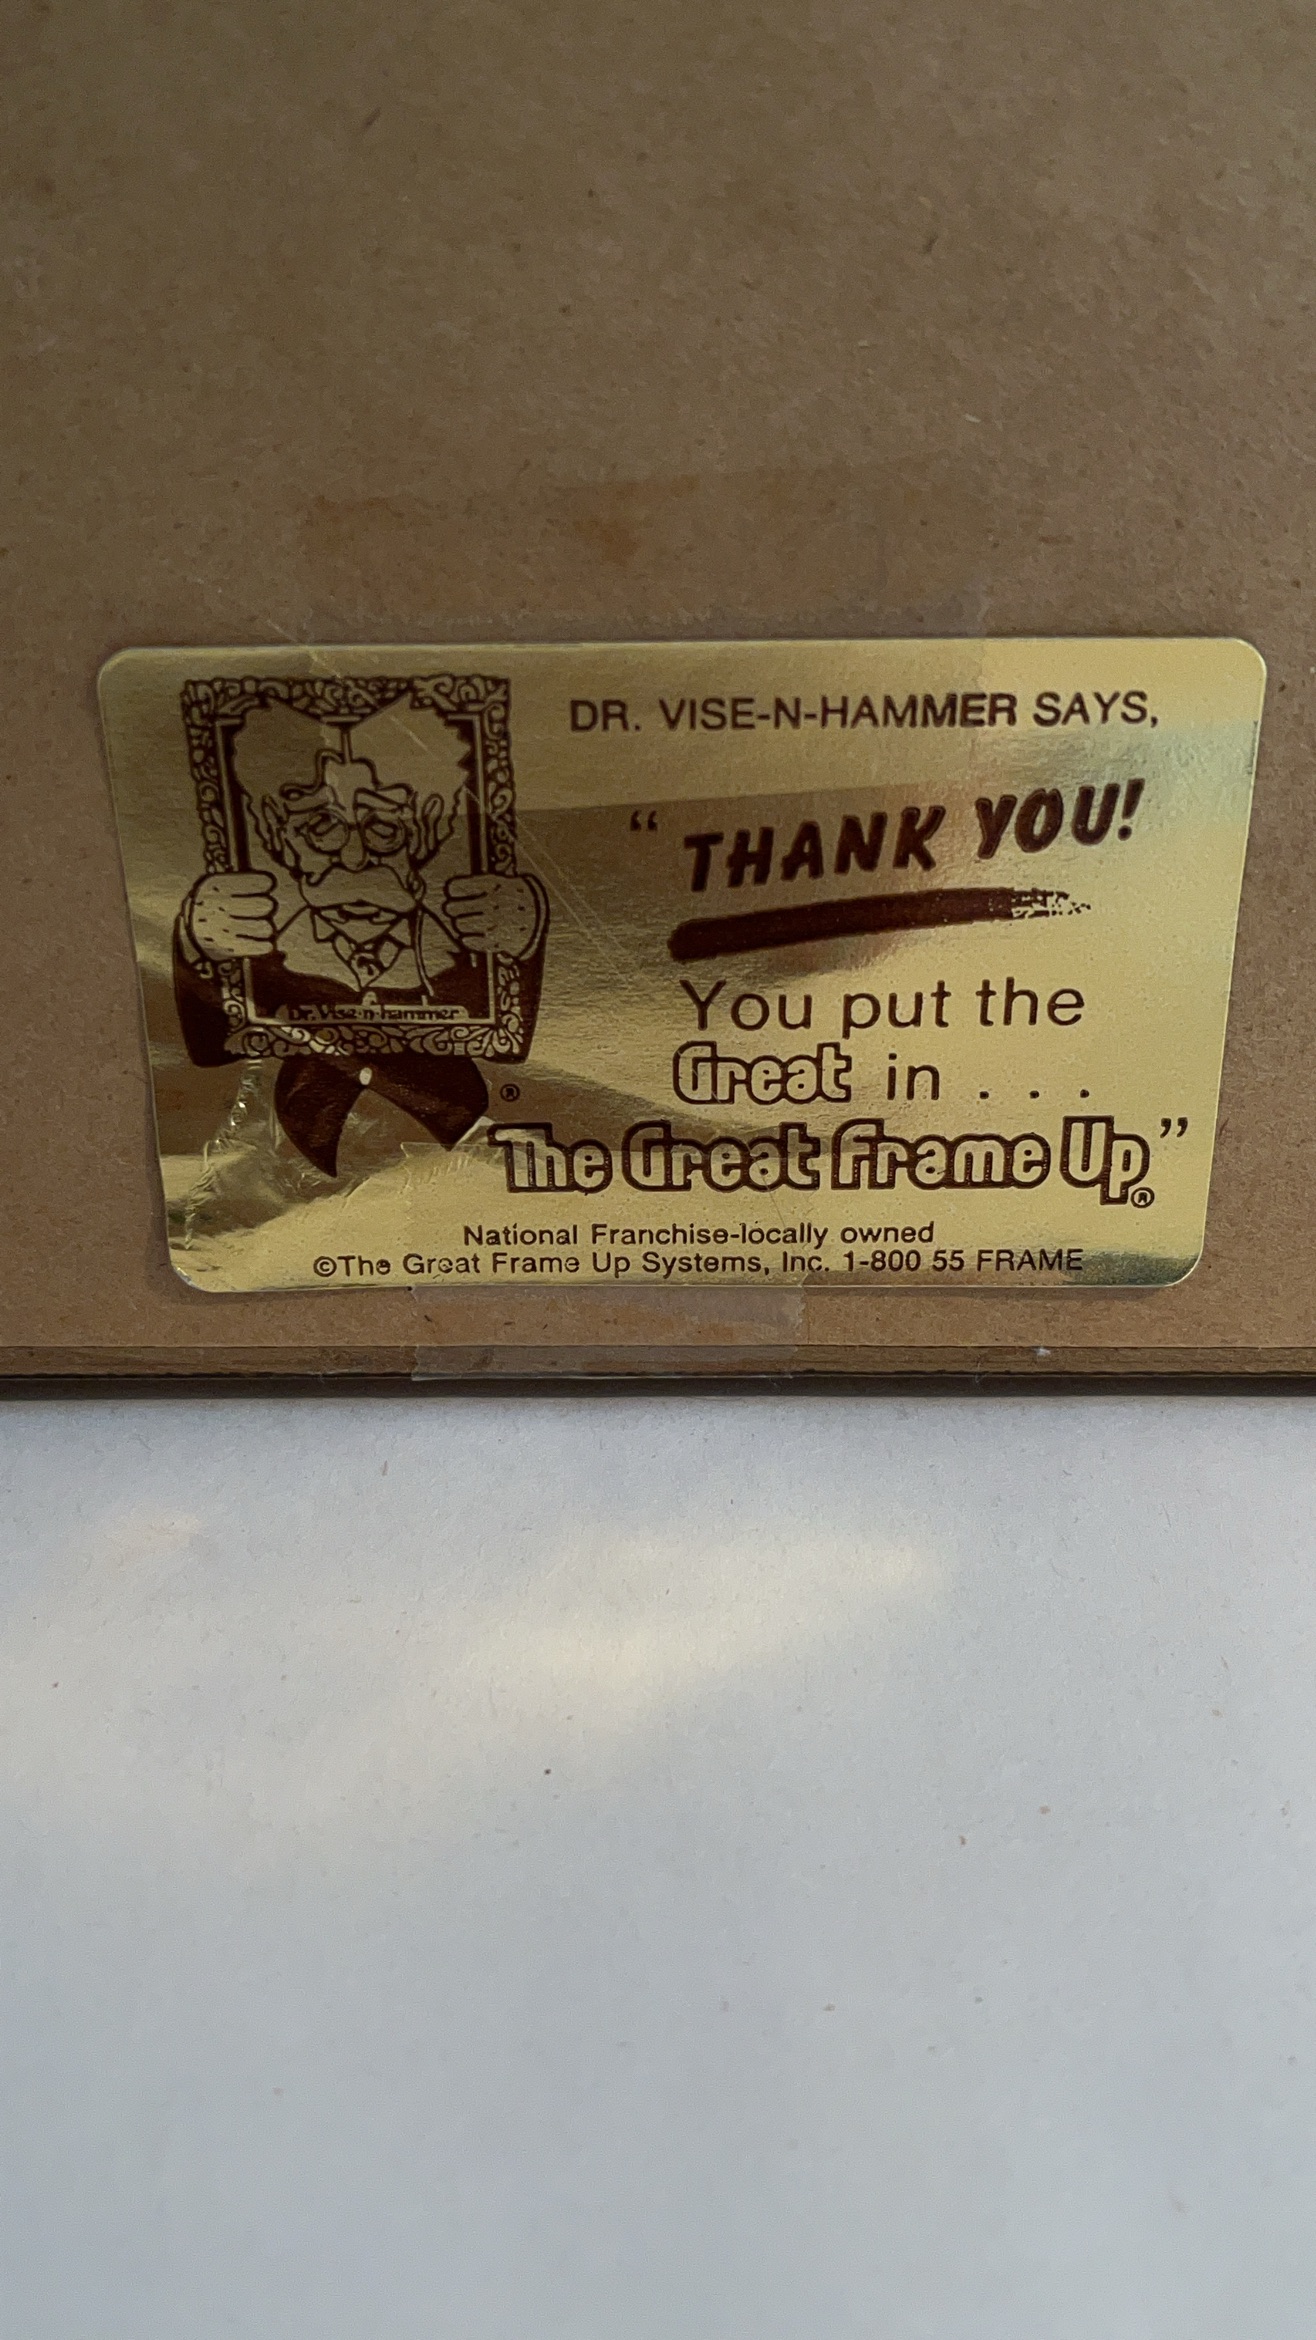 DR. VISE-N-HAMMER SAYS,
“ THANK YOU!
You put the
Great in . . .
The Great Frame Up®”
Dr. Vise-n-hammer
®
National Franchise-locally owned
©The Great Frame Up Systems, Inc. 1-800 55 FRAME